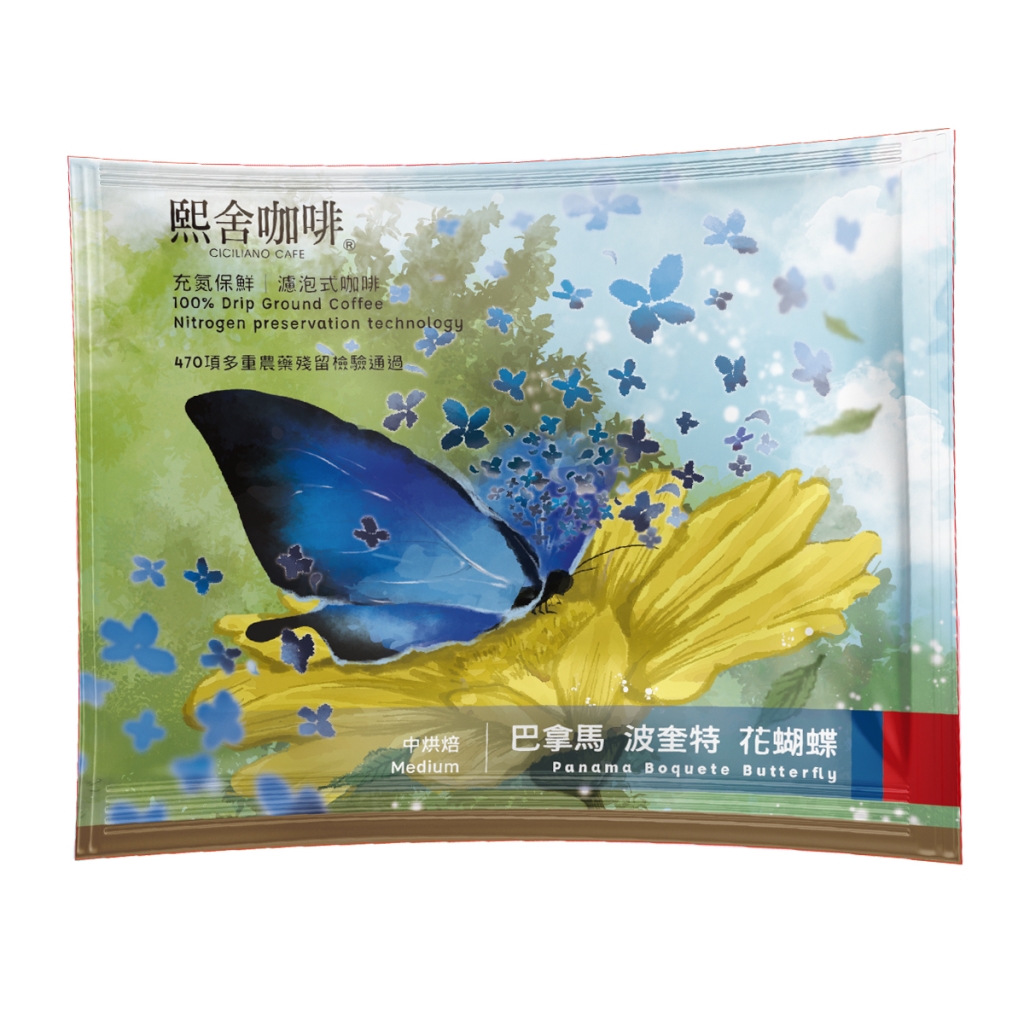 熙舍咖啡®
CICILIANO CAFE
充氮保鮮｜濾泡式咖啡
100% Drip Ground Coffee
Nitrogen preservation technology
470項多重農藥殘留檢驗通過
中烘焙
Medium
巴拿馬 波奎特 花蝴蝶
Panama Boquete Butterfly